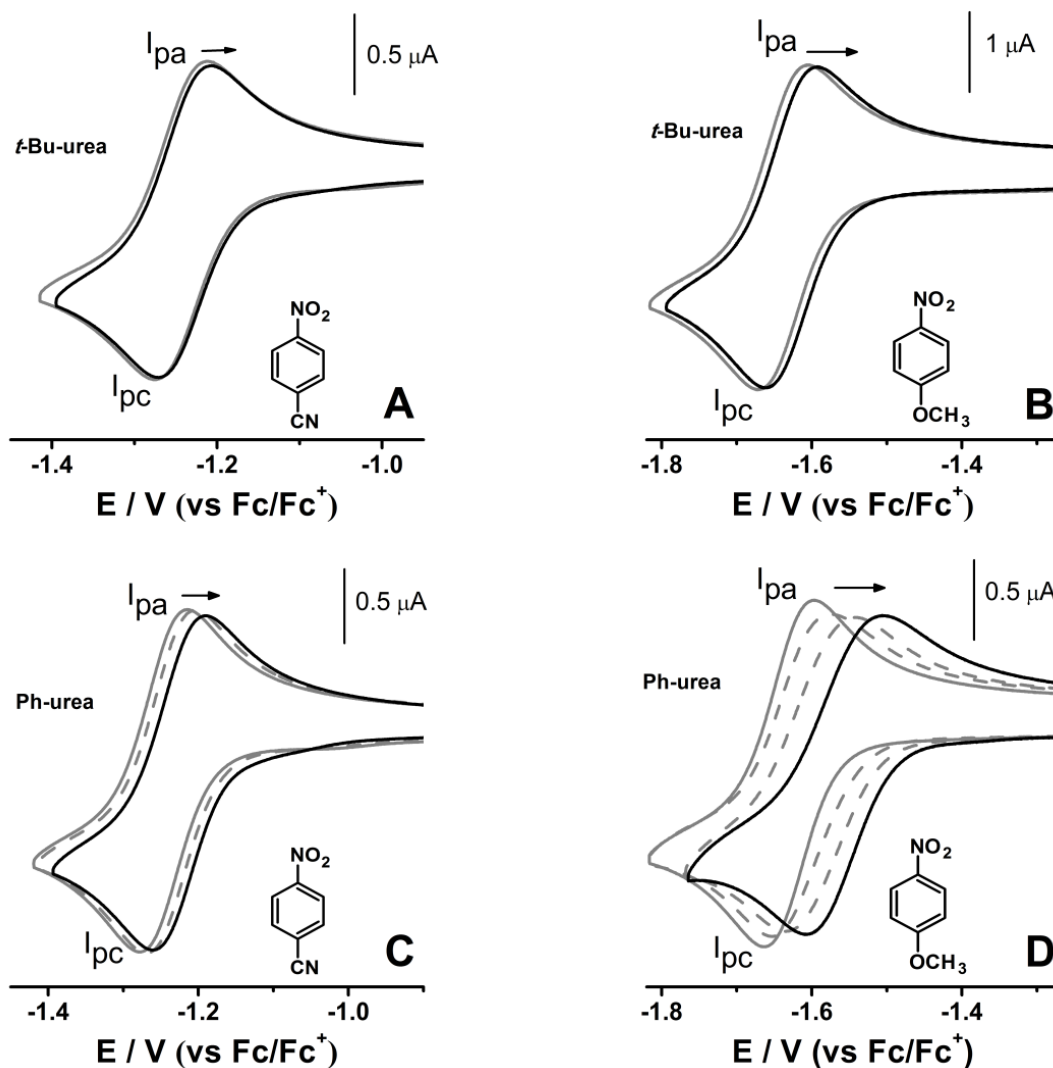 Ipa
0.5 μA
t-Bu-urea
NO2
CN
Ipc
A
-1.4
-1.2
-1.0
E / V (vs Fc/Fc+)
Ipa
1 μA
t-Bu-urea
NO2
OCH3
Ipc
B
-1.8
-1.6
-1.4
E / V (vs Fc/Fc+)
Ipa
0.5 μA
Ph-urea
NO2
CN
Ipc
C
-1.4
-1.2
-1.0
E / V (vs Fc/Fc+)
Ipa
0.5 μA
Ph-urea
NO2
OCH3
Ipc
D
-1.8
-1.6
-1.4
E / V (vs Fc/Fc+)